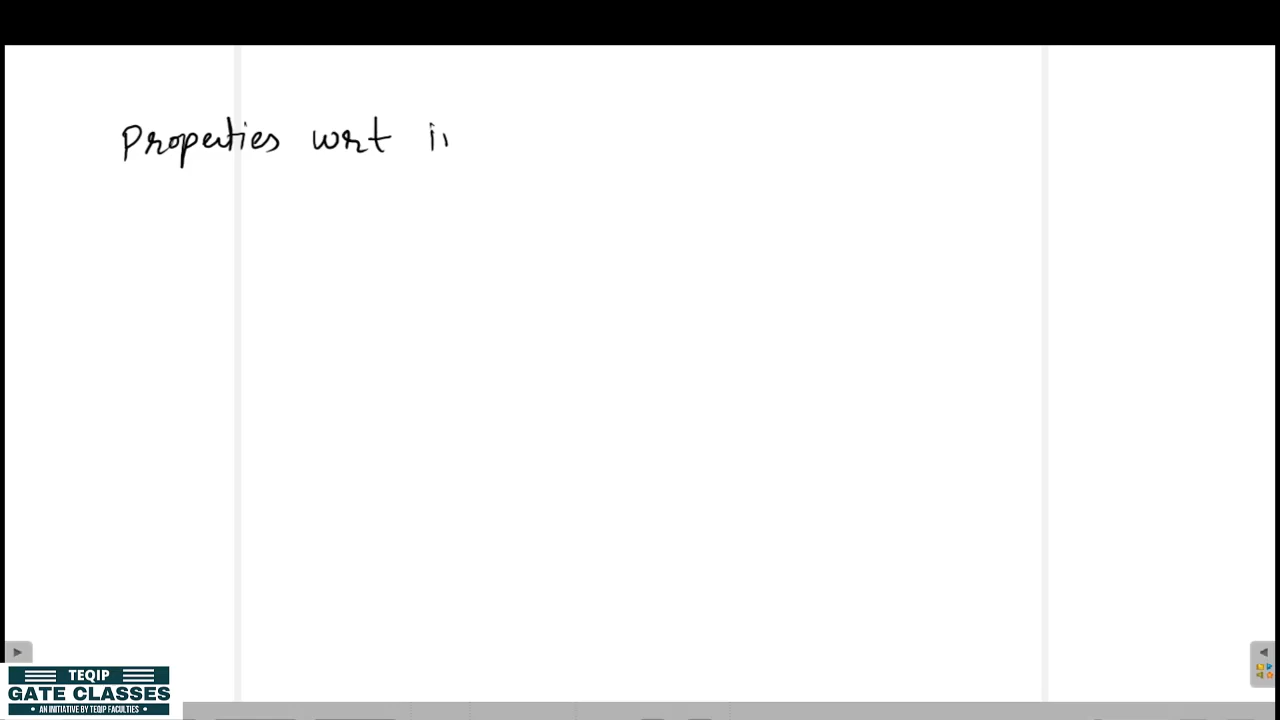 Properties wrt
TEQIP
GATE CLASSES
• AN INITIATIVE BY TEQIP FACULTIES •